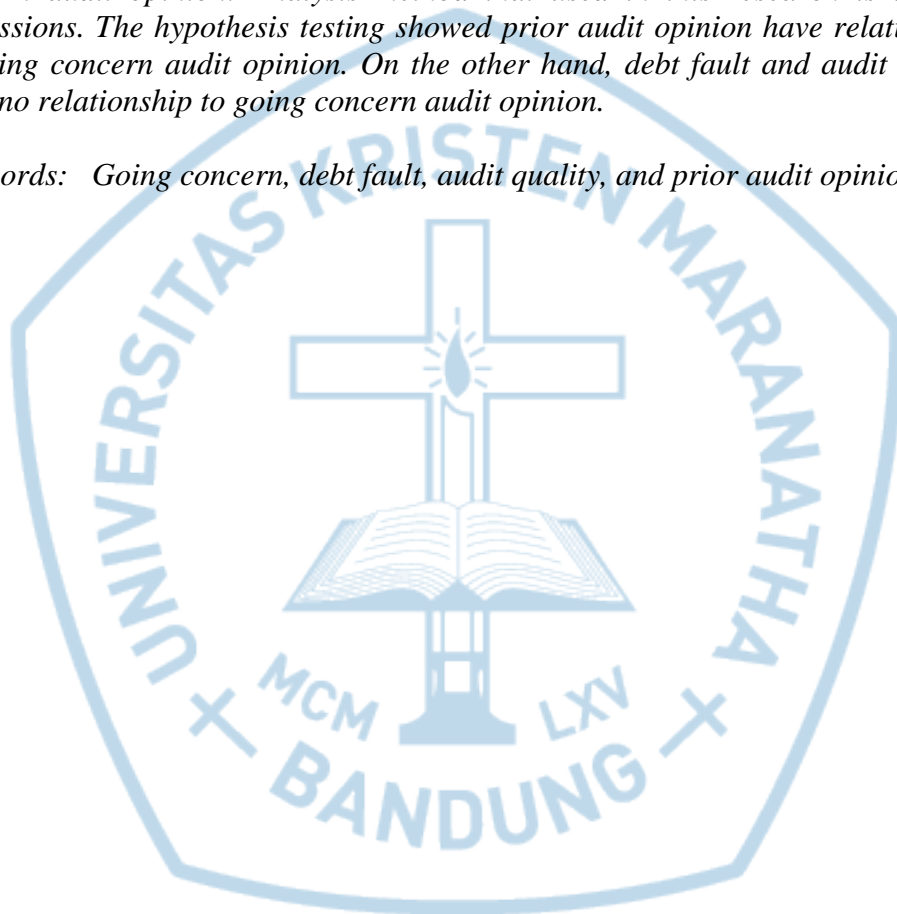 ssions. The hypothesis testing showed prior audit opinion have relati
ing concern audit opinion. On the other hand, debt fault and audit
no relationship to going concern audit opinion.
ords: Going concern, debt fault, audit quality, and prior audit opinio
UNIVERSITAS KRISTEN MARANATHA
MCM LXV
BANDUNG